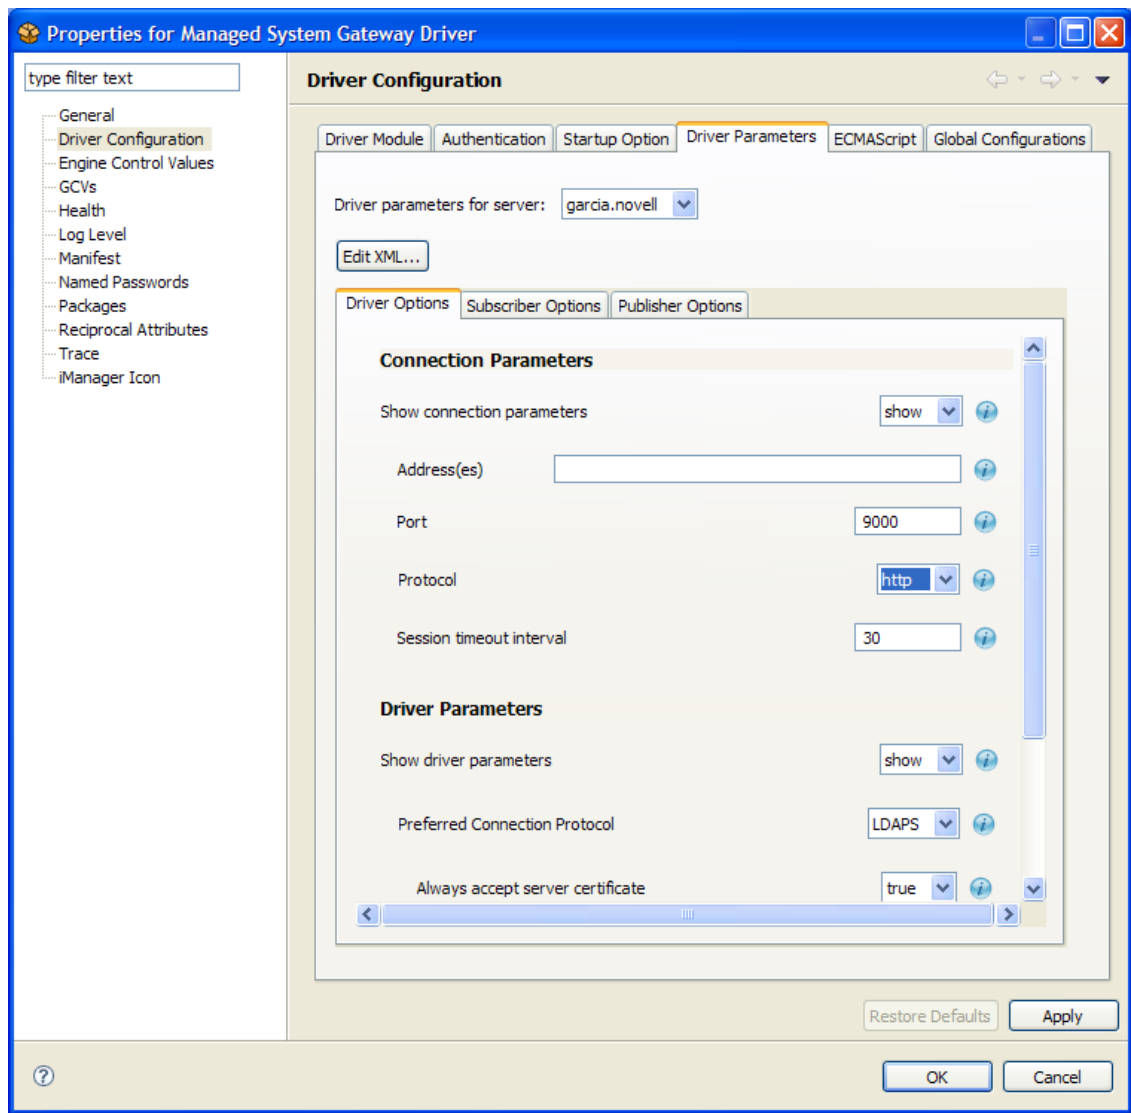 Properties for Managed System Gateway Driver
type filter text
General
Driver Configuration
Engine Control Values
GCVs
Health
Log Level
Manifest
Named Passwords
Packages
Reciprocal Attributes
Trace
iManager Icon
Driver Configuration
Driver Module Authentication Startup Option Driver Parameters ECMAScript Global Configurations
Driver parameters for server: garcia.novell
Edit XML...
Driver Options Subscriber Options Publisher Options
Connection Parameters
Show connection parameters show
Address(es)
Port 9000
Protocol http
Session timeout interval 30
Driver Parameters
Show driver parameters show
Preferred Connection Protocol LDAPS
Always accept server certificate true
Restore Defaults Apply
OK Cancel